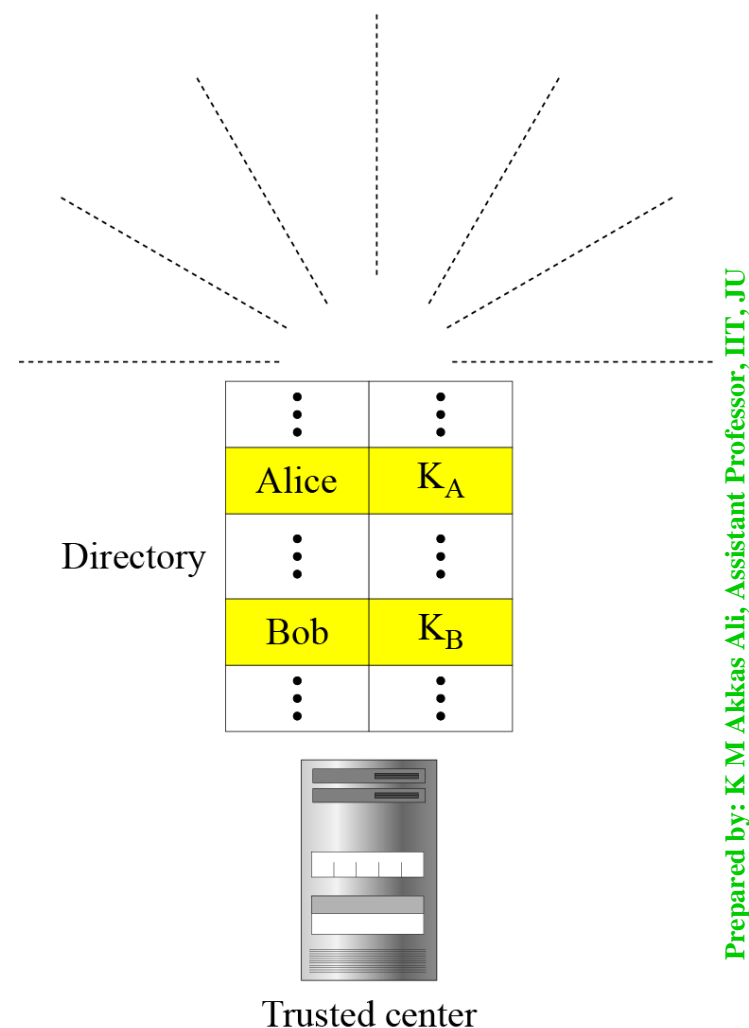 Alice K_A
Directory
Bob K_B
Trusted center
Prepared by: K M Akkas Ali, Assistant Professor, IIT, JU